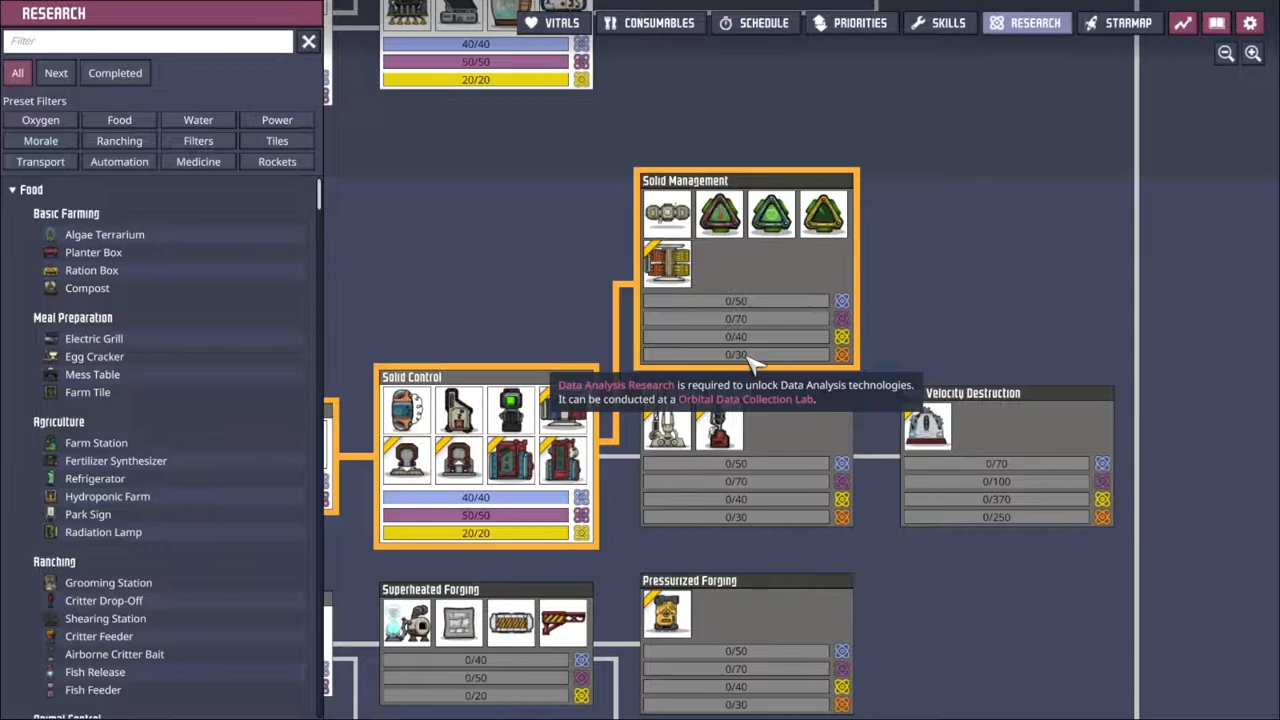 RESEARCH
Filter
All
Next
Completed
Preset Filters
Oxygen
Food
Water
Power
Morale
Ranching
Filters
Tiles
Transport
Automation
Medicine
Rockets
Food
Basic Farming
Algae Terrarium
Planter Box
Ration Box
Compost
Meal Preparation
Electric Grill
Egg Cracker
Mess Table
Farm Tile
Agriculture
Farm Station
Fertilizer Synthesizer
Refrigerator
Hydroponic Farm
Park Sign
Radiation Lamp
Ranching
Grooming Station
Critter Drop-Off
Shearing Station
Critter Feeder
Airborne Critter Bait
Fish Release
Fish Feeder
VITALS
CONSUMABLES
SCHEDULE
PRIORITIES
SKILLS
RESEARCH
STARMAP
40/40
50/50
20/20
Solid Management
0/50
0/70
0/40
0/30
Data Analysis Research is required to unlock Data Analysis technologies.
It can be conducted at a Orbital Data Collection Lab.
Solid Control
40/40
50/50
20/20
0/50
0/70
0/40
0/30
Velocity Destruction
0/70
0/100
0/370
0/250
Superheated Forging
0/40
0/50
0/20
Pressurized Forging
0/50
0/70
0/40
0/30